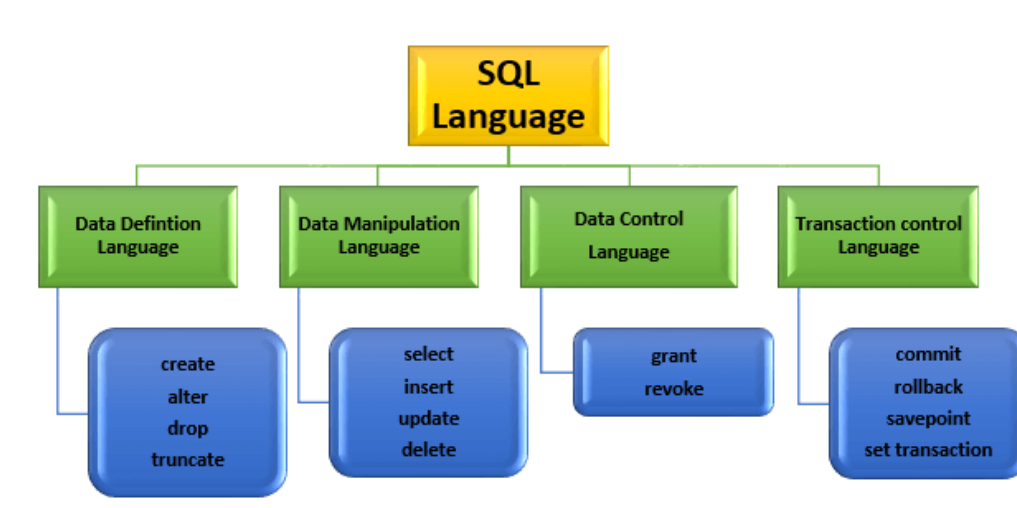 SQL
Language
Data Defintion
Language
Data Manipulation
Language
Data Control
Language
Transaction control
Language
create
alter
drop
truncate
select
insert
update
delete
grant
revoke
commit
rollback
savepoint
set transaction